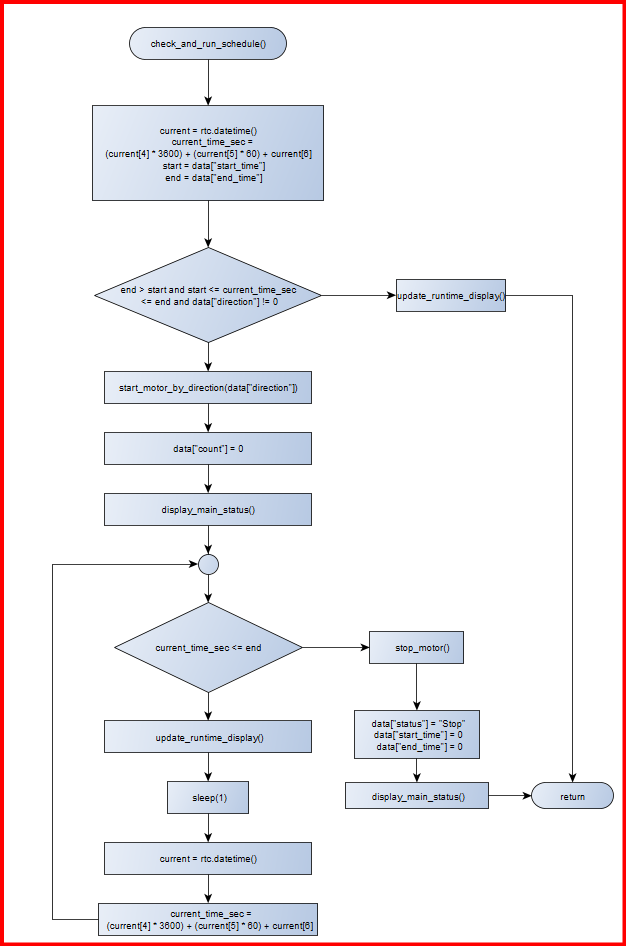 check_and_run_schedule()
current = rtc.datetime()
current_time_sec =
(current[4] * 3600) + (current[5] * 60) + current[6]
start = data["start_time"]
end = data["end_time"]
end > start and start <= current_time_sec
<= end and data["direction"] != 0
update_runtime_display()
start_motor_by_direction(data["direction"])
data["count"] = 0
display_main_status()
current_time_sec <= end
stop_motor()
update_runtime_display()
data["status"] = "Stop"
data["start_time"] = 0
data["end_time"] = 0
sleep(1)
display_main_status()
return
current = rtc.datetime()
current_time_sec =
(current[4] * 3600) + (current[5] * 60) + current[6]